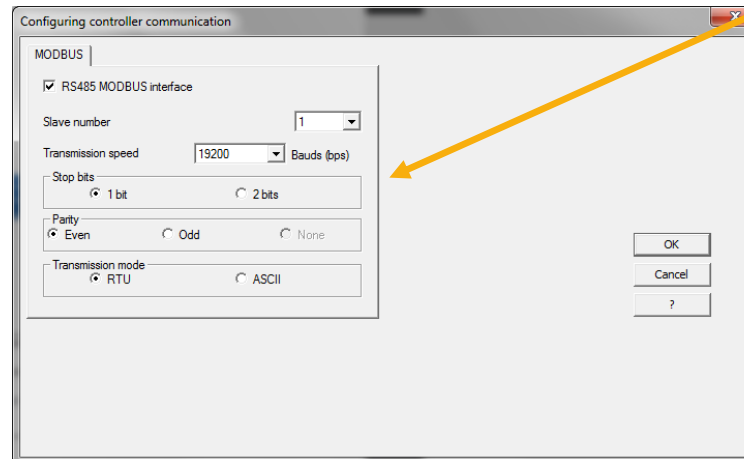 Configuring controller communication
MODBUS
RS485 MODBUS interface
Slave number 1
Transmission speed 19200 Bauds (bps)
Stop bits
1 bit 2 bits
Parity
Even Odd None
Transmission mode
RTU ASCII
OK
Cancel
?